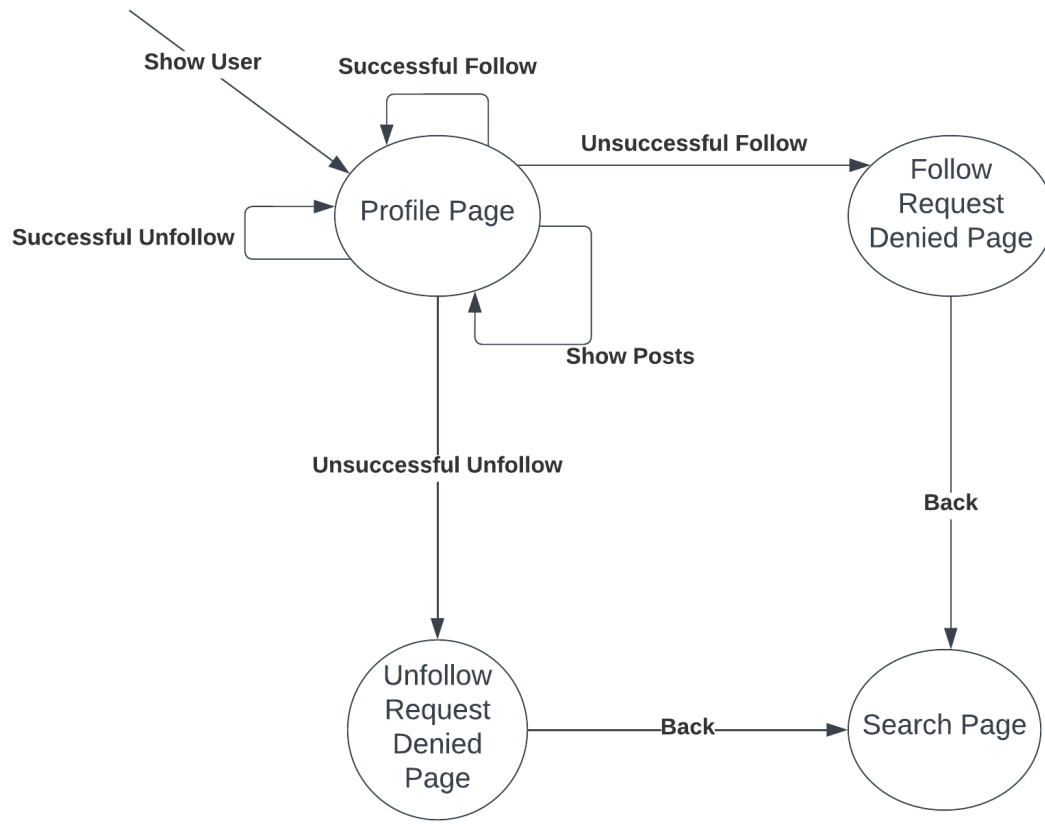 Show User
Successful Follow
Unsuccessful Follow
Profile Page
Follow
Request
Denied Page
Successful Unfollow
Show Posts
Unsuccessful Unfollow
Back
Unfollow
Request
Denied
Page
Back
Search Page